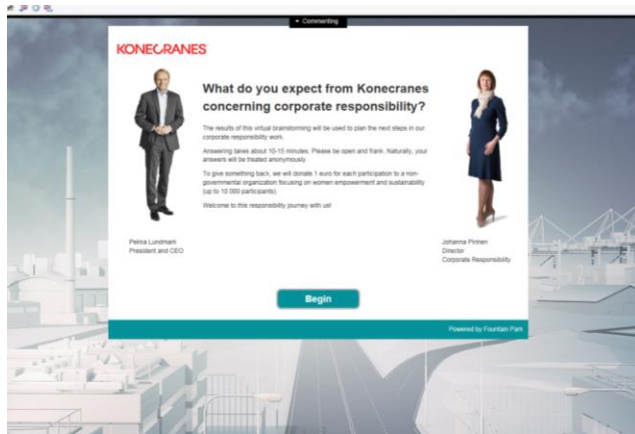 Commenting
KONECRANES
What do you expect from Konecranes
concerning corporate responsibility?
The results of this virtual brainstorming will be used to plan the next steps in our
corporate responsibility work.
Answering takes about 10-15 minutes. Please be open and frank. Naturally, your
answers will be treated anonymously.
To give something back, we will donate 1 euro for each participation to a non-
governmental organization focusing on women empowerment and sustainability
(up to 10 000 participants).
Welcome to this responsibility journey with us!
Pekka Lundmark
President and CEO
Johanna Pirinen
Director
Corporate Responsibility
Begin
Powered by Fountain Park